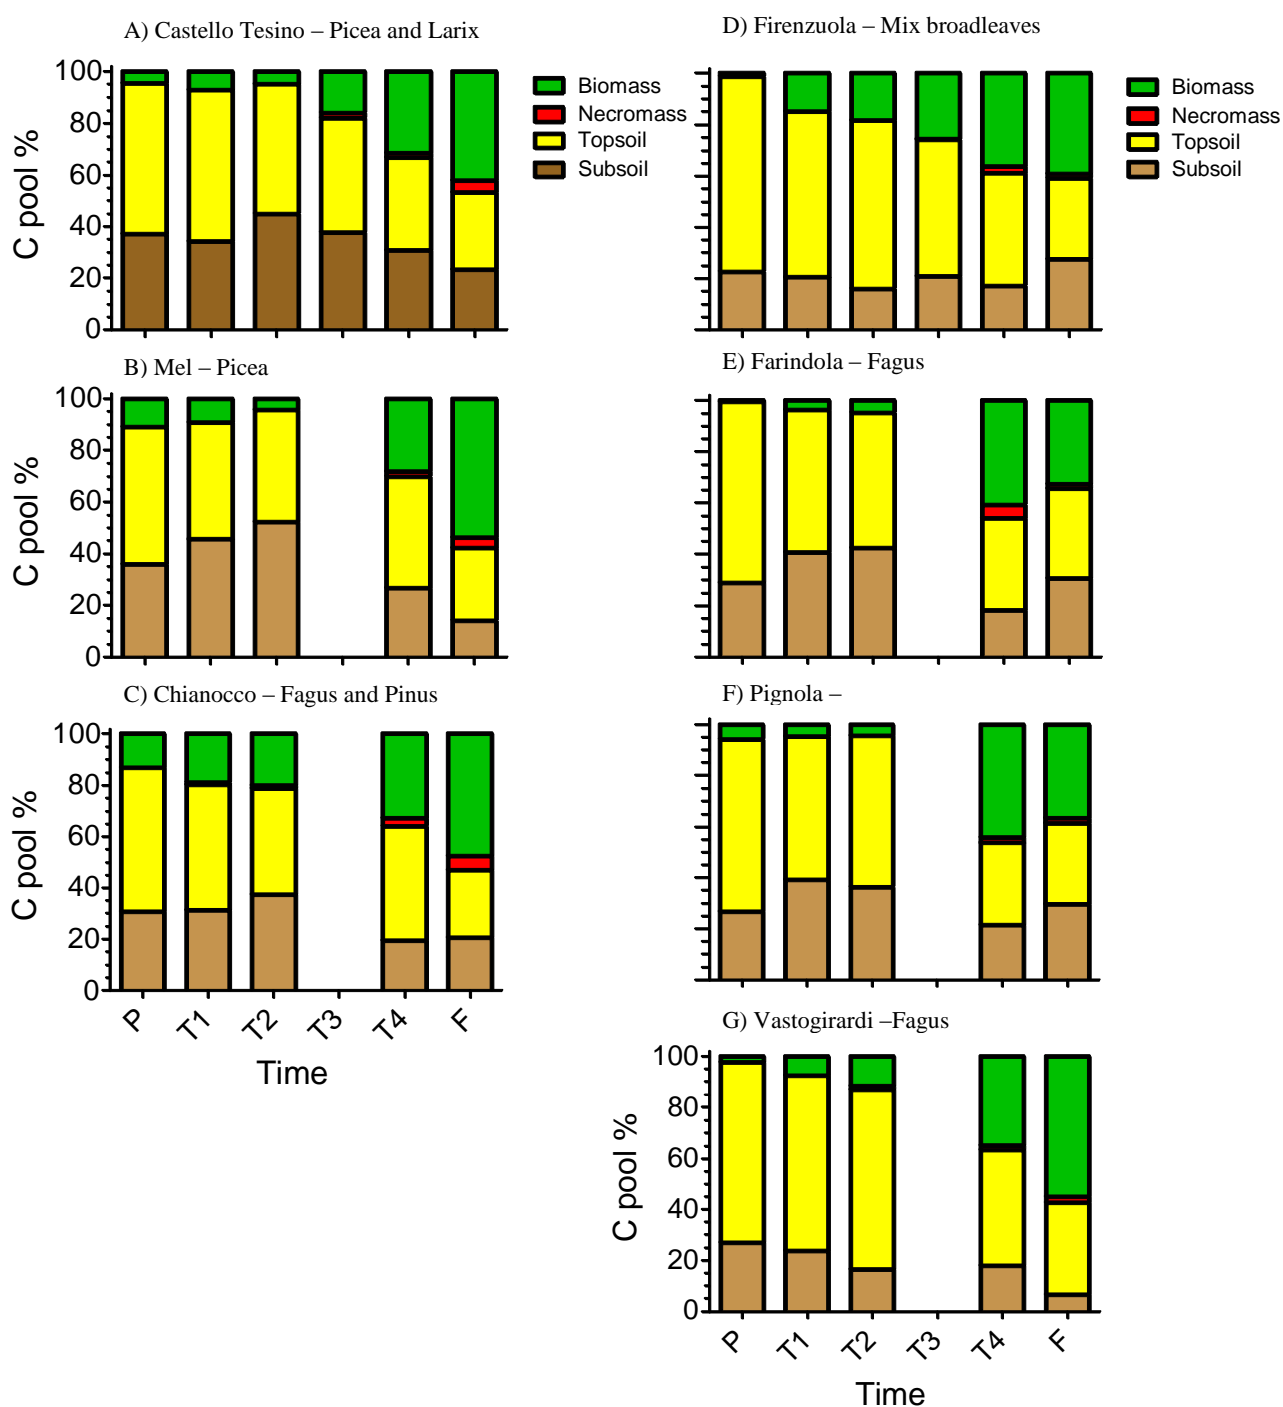 A) Castello Tesino – Picea and Larix
100
80
60
40
20
0
C pool %
Biomass
Necromass
Topsoil
Subsoil
B) Mel – Picea
100
80
60
40
20
0
C pool %
C) Chianocco – Fagus and Pinus
100
80
60
40
20
0
C pool %
P
T1
T2
T3
T4
F
Time
D) Firenzuola – Mix broadleaves
Biomass
Necromass
Topsoil
Subsoil
E) Farindola – Fagus
F) Pignola –
G) Vastogirardi –Fagus
100
80
60
40
20
0
C pool %
P
T1
T2
T3
T4
F
Time